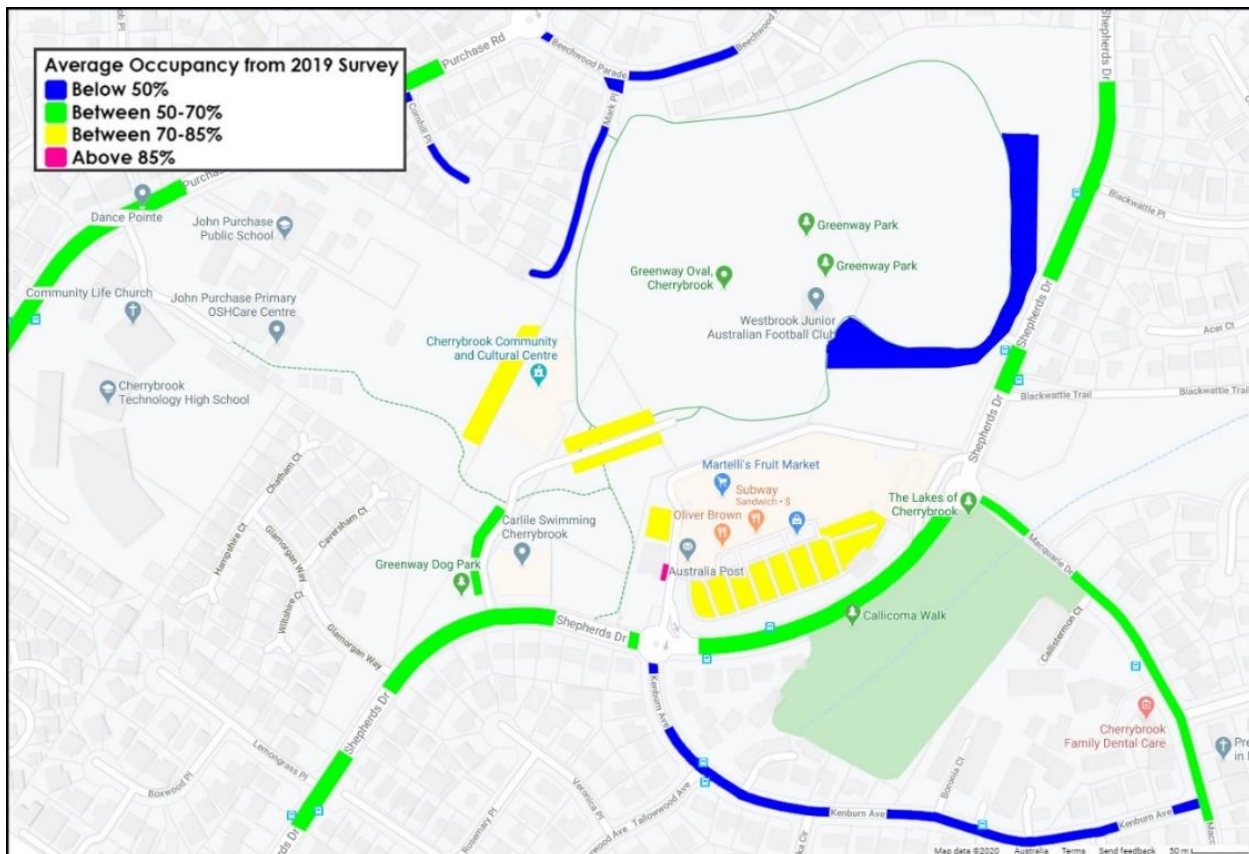 Average Occupancy from 2019 Survey
Below 50%
Between 50-70%
Between 70-85%
Above 85%
Purchase Rd
Beechwood Parade
Mark Pl
Cornhill Pl
Shepherds Dr
Dance Pointe
John Purchase
Public School
Community Life Church
John Purchase Primary
OSHCare Centre
Cherrybrook
Technology High School
Cherrybrook Community
and Cultural Centre
Greenway Park
Greenway Park
Greenway Oval,
Cherrybrook
Westbrook Junior
Australian Football Club
Blackwattle Pl
Shepherds Dr
Acer Ct
Blackwattle Trail
Blackwattle Trail
Shepherds Dr
Martelli's Fruit Market
Subway
Sandwich • $
Oliver Brown
Australia Post
The Lakes of
Cherrybrook
Macquarie Dr
Carlile Swimming
Cherrybrook
Greenway Dog Park
Chatham Ct
Hampshire Ct
Caversham Ct
Glamorgan Way
Wiltshire Ct
Glamorgan Way
Shepherds Dr
Callicoma Walk
Callistermon Ct
Kenburn Ave
Cherrybrook
Family Dental Care
Shepherds Dr
Lemongrass Pl
Boxwood Pl
Veronica Pl
Rosemary Pl
Tallowwood Ave
Boronia Ct
Kenburn Ave
Kenburn Ave
Map data ©2020 Australia Terms Send feedback 50 m